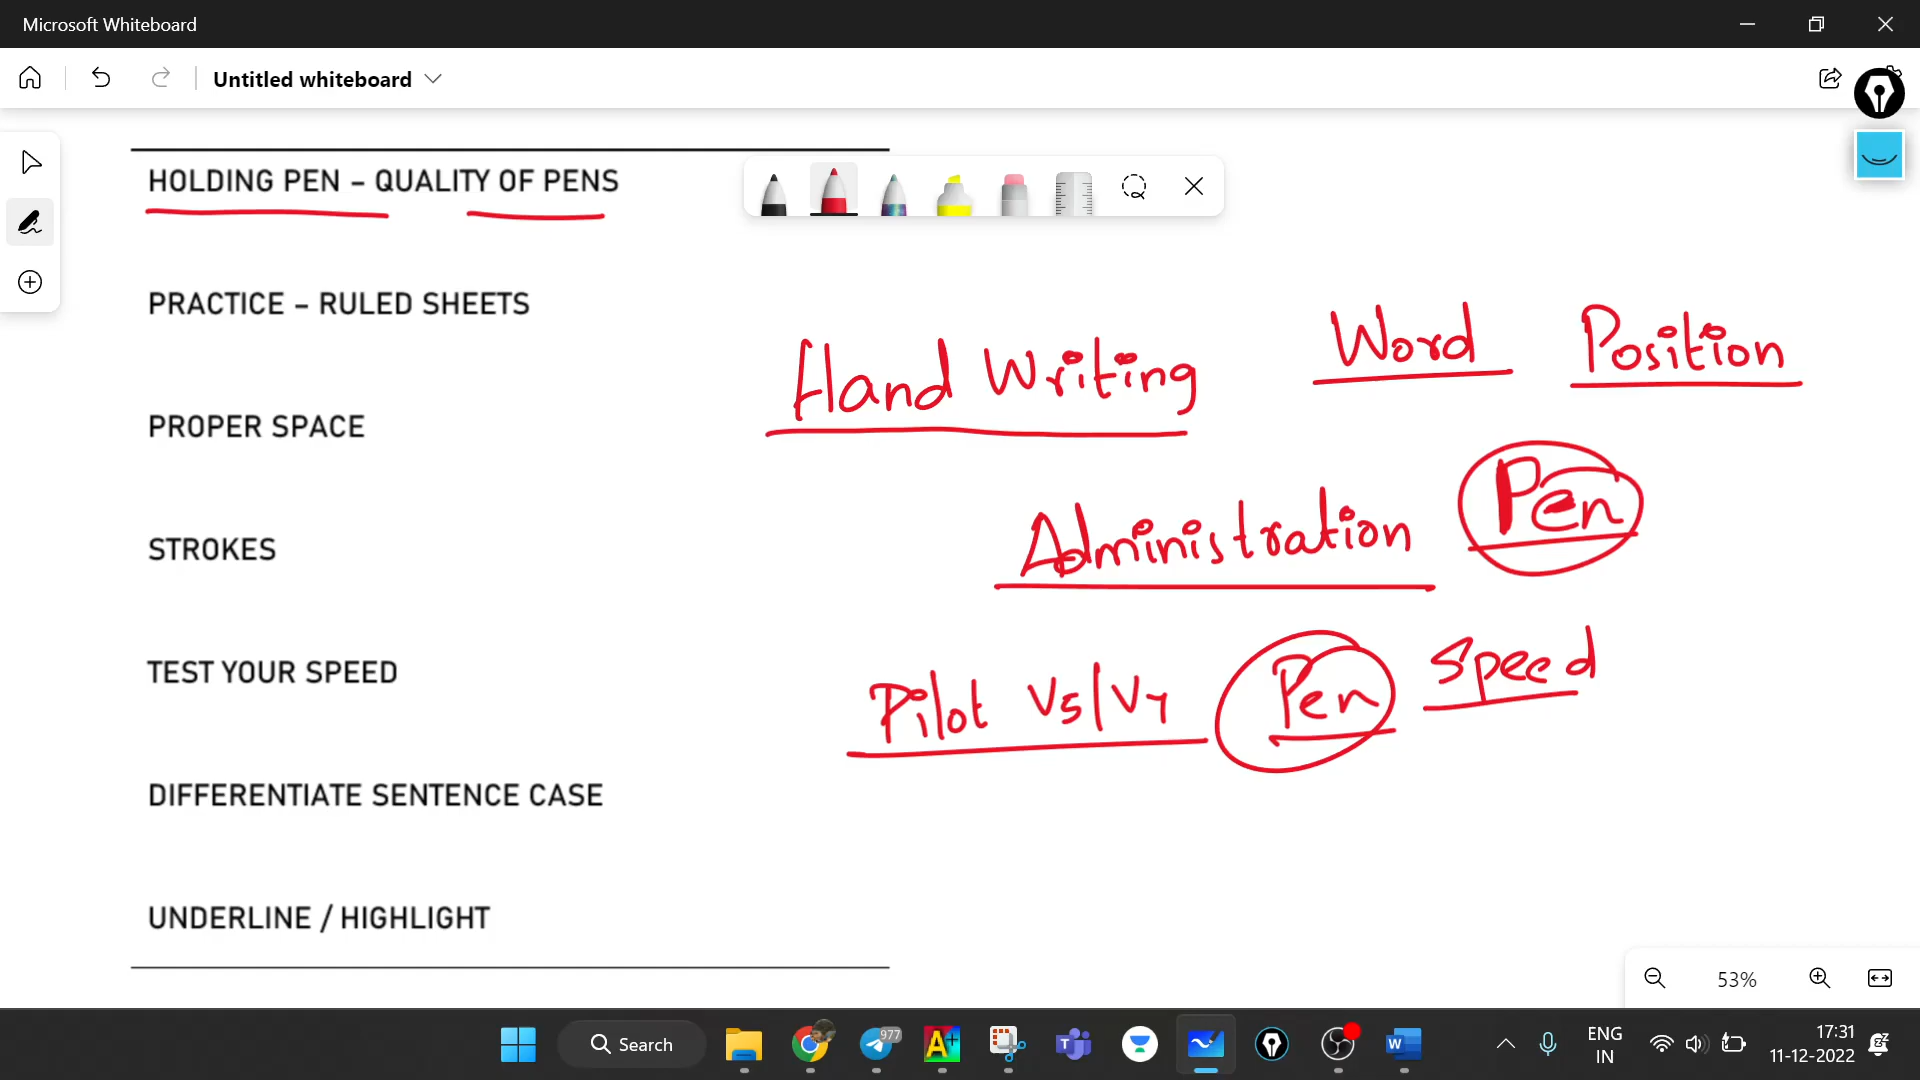 Microsoft Whiteboard
Untitled whiteboard
HOLDING PEN – QUALITY OF PENS
PRACTICE – RULED SHEETS
PROPER SPACE
STROKES
TEST YOUR SPEED
DIFFERENTIATE SENTENCE CASE
UNDERLINE / HIGHLIGHT
Hand Writing
Word Position
Administration Pen
Pilot V5/V7 Pen Speed
53%
Search
977
ENG
IN
17:31
11-12-2022